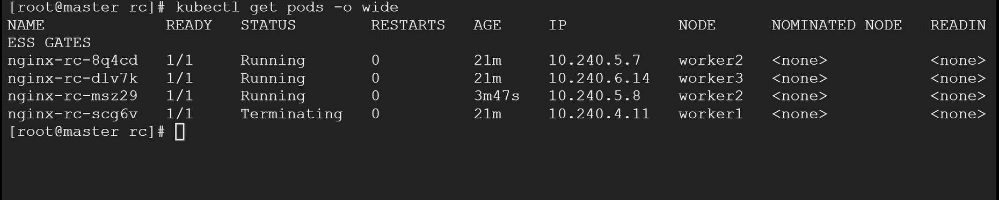 [root@master rc]# kubectl get pods -o wide
NAME             READY   STATUS        RESTARTS   AGE     IP            NODE      NOMINATED NODE   READIN
ESS GATES
nginx-rc-8q4cd   1/1     Running       0          21m     10.240.5.7    worker2   <none>           <none>
nginx-rc-dlv7k   1/1     Running       0          21m     10.240.6.14   worker3   <none>           <none>
nginx-rc-msz29   1/1     Running       0          3m47s   10.240.5.8    worker2   <none>           <none>
nginx-rc-scg6v   1/1     Terminating   0          21m     10.240.4.11   worker1   <none>           <none>
[root@master rc]#